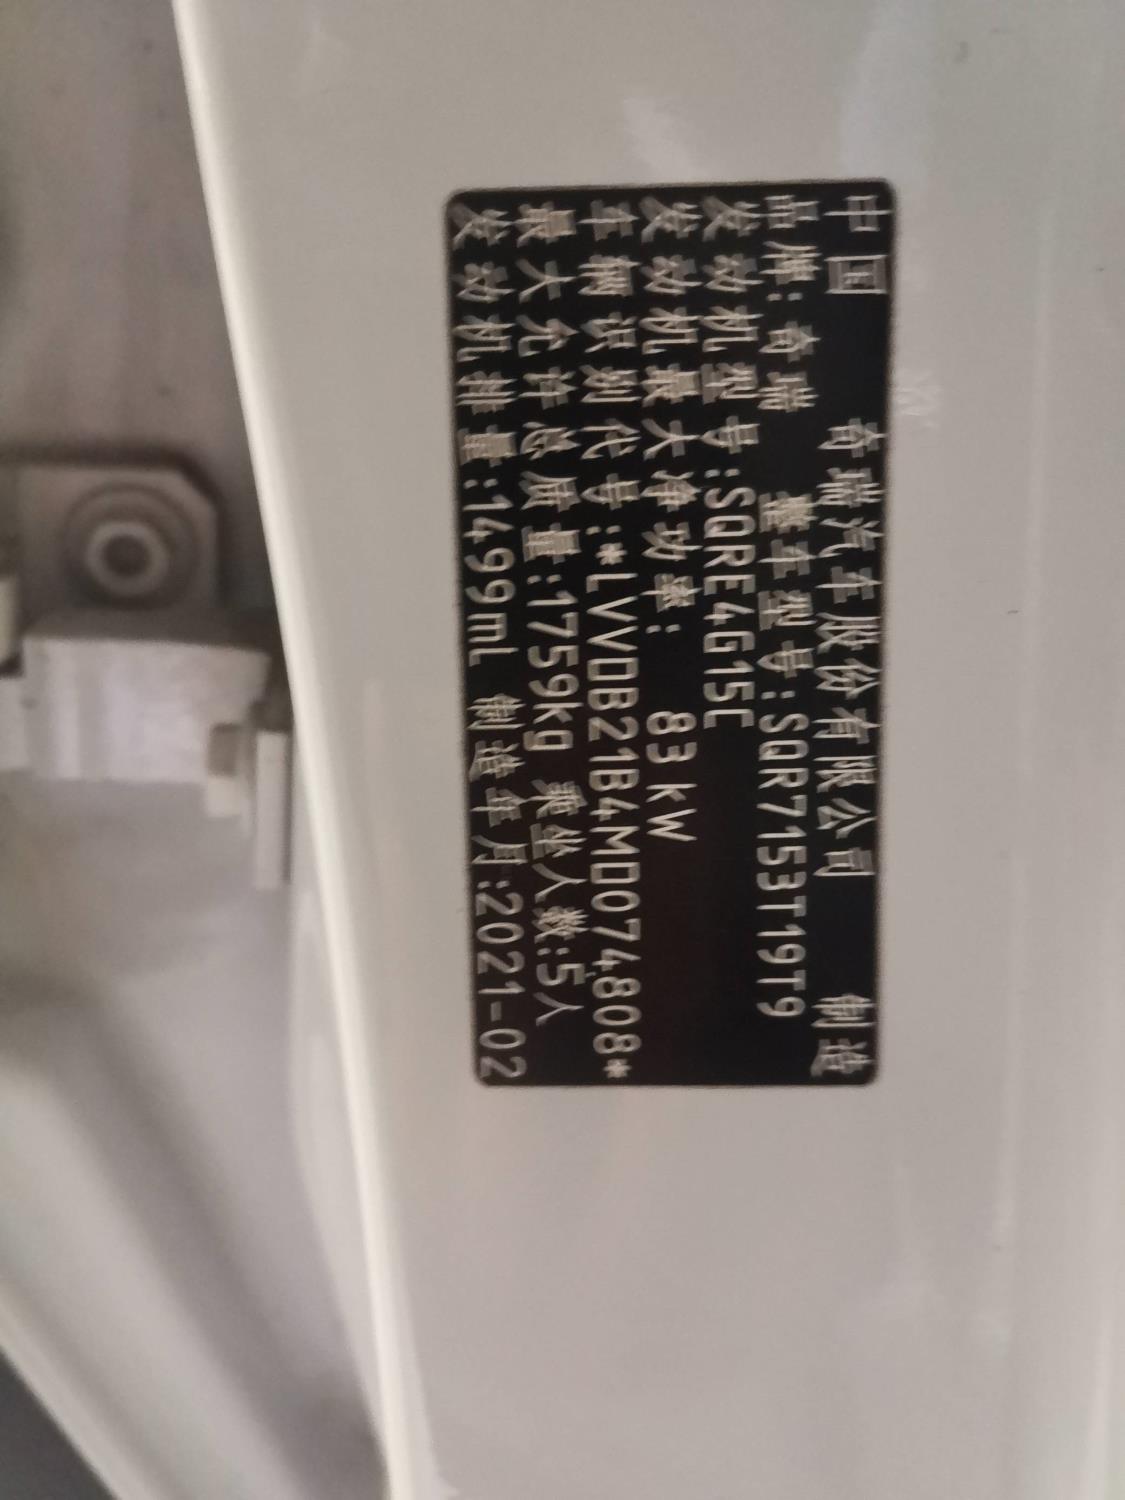 中国 奇瑞汽车股份有限公司 制造
品牌:奇瑞 整车型号:SQR7153T19T9
发动机型号:SQRE4G15C
发动机最大净功率: 83kW
车辆识别代号:*LVVDB21B4MD074808*
最大允许总质量:1759kg 乘坐人数:5人
发动机排量:1499mL 制造年月:2021-02